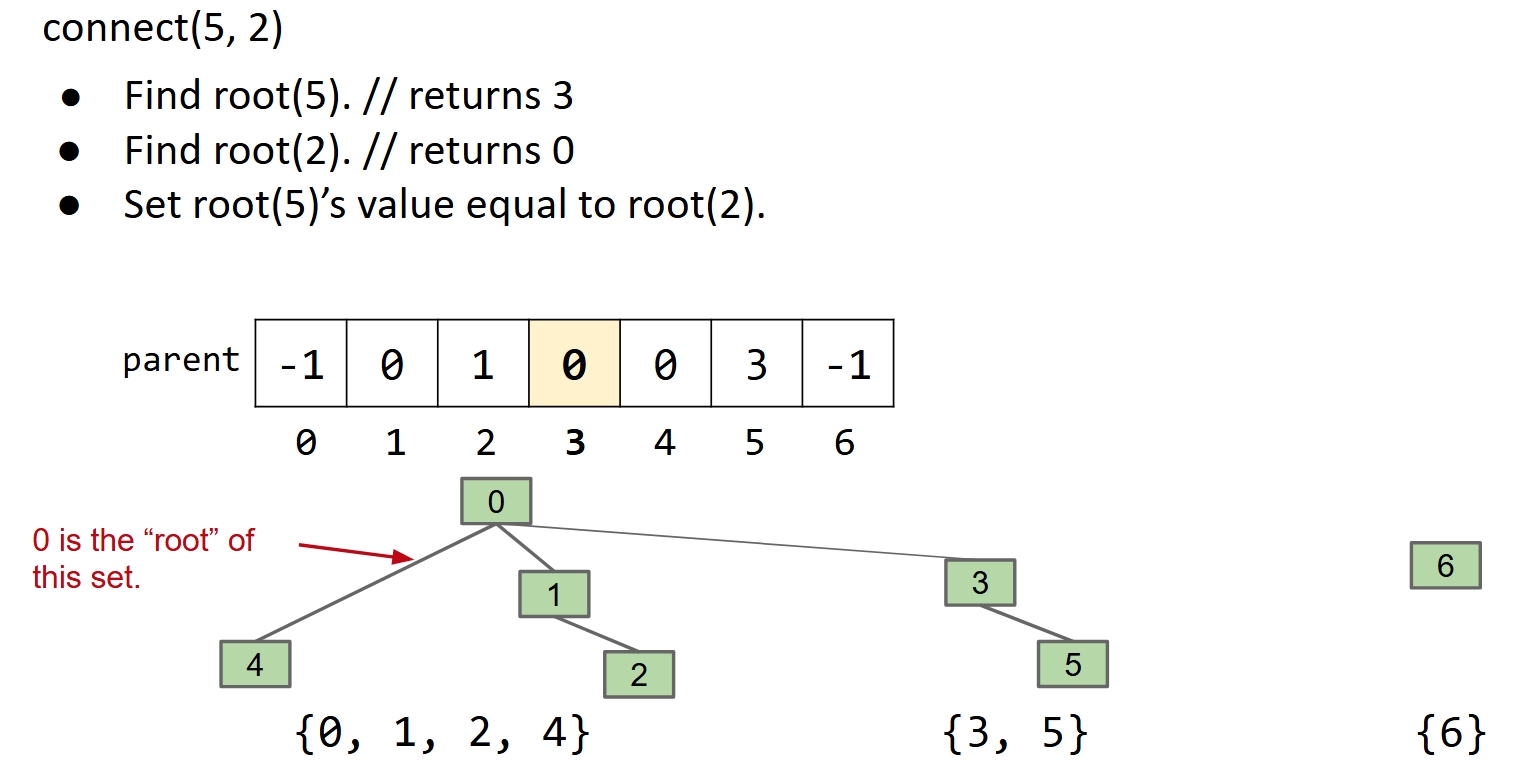 connect(5, 2)
● Find root(5). // returns 3
● Find root(2). // returns 0
● Set root(5)’s value equal to root(2).
parent -1 0 1 0 0 3 -1
0 1 2 3 4 5 6
0
0 is the “root” of
this set.
1
3
6
4
2
5
{0, 1, 2, 4} {3, 5} {6}